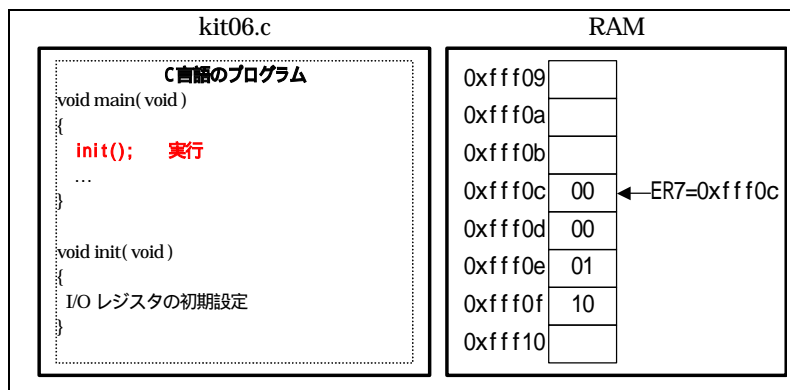 kit06.c
C言語のプログラム
void main( void )
{
init();　実行
…
}
void init( void )
{
I/O レジスタの初期設定
}
RAM
0xfff09
0xfff0a
0xfff0b
0xfff0c 00 ER7=0xfff0c
0xfff0d 00
0xfff0e 01
0xfff0f 10
0xfff10